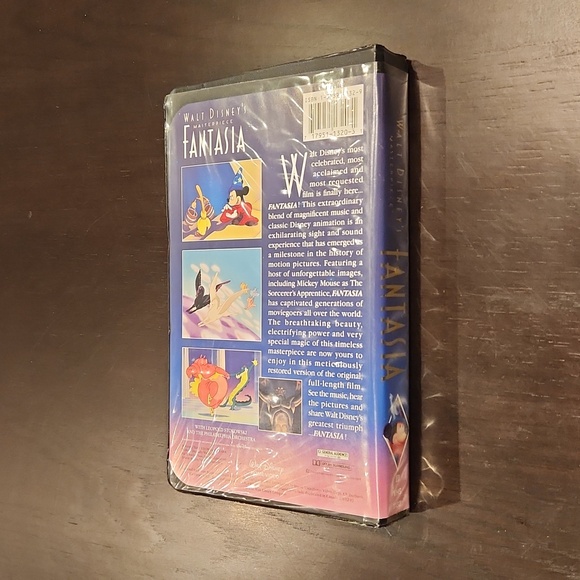 WALT DISNEY'S
MASTERPIECE
FANTASIA
ISBN
32-9
Walt Disney's most
celebrated, most
acclaimed and
most requested
film is finally here...
FANTASIA! This extraordinary
blend of magnificent music and
classic Disney animation is an
exhilarating sight and sound
experience that has emerged as
a milestone in the history of
motion pictures. Featuring a
host of unforgettable images,
including Mickey Mouse as The
Sorcerer's Apprentice, FANTASIA
has captivated generations of
moviegoers all over the world.
The breathtaking beauty,
electrifying power and very
special magic of this timeless
masterpiece are now yours to
enjoy in this meticulously
restored version of the original,
full-length film.
See the music, hear
the pictures and
share Walt Disney's
greatest triumph
...FANTASIA!
WITH LEOPOLD STOKOWSKI
AND THE PHILADELPHIA ORCHESTRA
WALT DISNEY'S
MASTERPIECE
FANTASIA